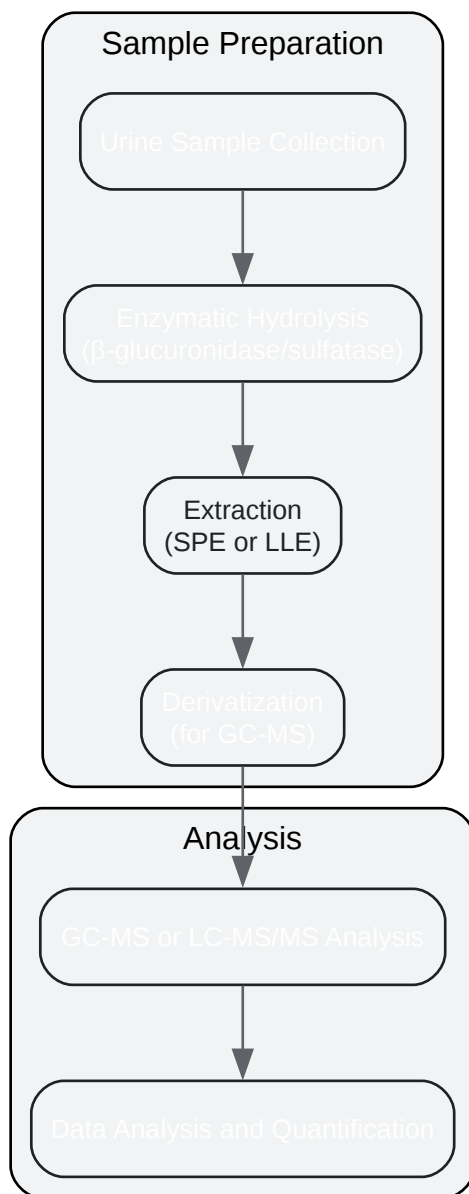 Sample Preparation
Urine Sample Collection
Enzymatic Hydrolysis
(β-glucuronidase/sulfatase)
Extraction
(SPE or LLE)
Derivatization
(for GC-MS)
Analysis
GC-MS or LC-MS/MS Analysis
Data Analysis and Quantification